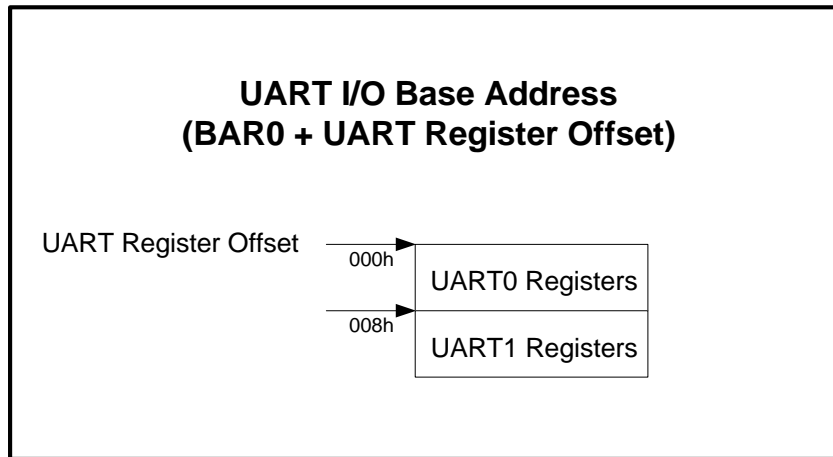 UART I/O Base Address
(BAR0 + UART Register Offset)
UART Register Offset
000h
UART0 Registers
008h
UART1 Registers